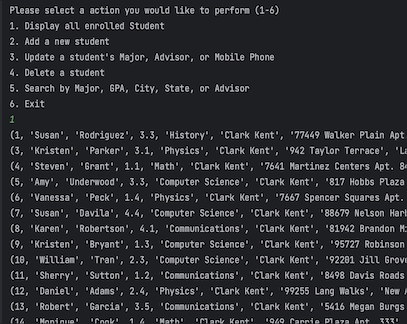 Please select a action you would like to perform (1-6)
1. Display all enrolled Student
2. Add a new student
3. Update a student's Major, Advisor, or Mobile Phone
4. Delete a student
5. Search by Major, GPA, City, State, or Advisor
6. Exit
1
(1, 'Susan', 'Rodriguez', 3.3, 'History', 'Clark Kent', '77449 Walker Plain Apt.
(3, 'Kristen', 'Parker', 3.1, 'Physics', 'Clark Kent', '942 Taylor Terrace', 'La
(4, 'Steven', 'Grant', 1.1, 'Math', 'Clark Kent', '7641 Martinez Centers Apt. 84
(5, 'Amy', 'Underwood', 3.3, 'Computer Science', 'Clark Kent', '817 Hobbs Plaza
(6, 'Vanessa', 'Peck', 1.4, 'Physics', 'Clark Kent', '7667 Spencer Squares Apt.
(7, 'Susan', 'Davila', 4.4, 'Computer Science', 'Clark Kent', '88679 Nelson Harb
(8, 'Karen', 'Robertson', 4.1, 'Communications', 'Clark Kent', '81942 Brandon Mi
(9, 'Kristen', 'Bryant', 1.3, 'Computer Science', 'Clark Kent', '95727 Robinson
(10, 'William', 'Tran', 2.3, 'Computer Science', 'Clark Kent', '92201 Jill Grove
(11, 'Sherry', 'Sutton', 1.2, 'Communications', 'Clark Kent', '8498 Davis Roads
(12, 'Daniel', 'Adams', 2.4, 'Physics', 'Clark Kent', '99255 Lang Walks', 'New A
(13, 'Robert', 'Garcia', 3.5, 'Communications', 'Clark Kent', '5416 Megan Burgs
(14, 'Monique', 'Cook', 1.4, 'Math', 'Clark Kent', '969 Carrie Plaza Apt. 333'